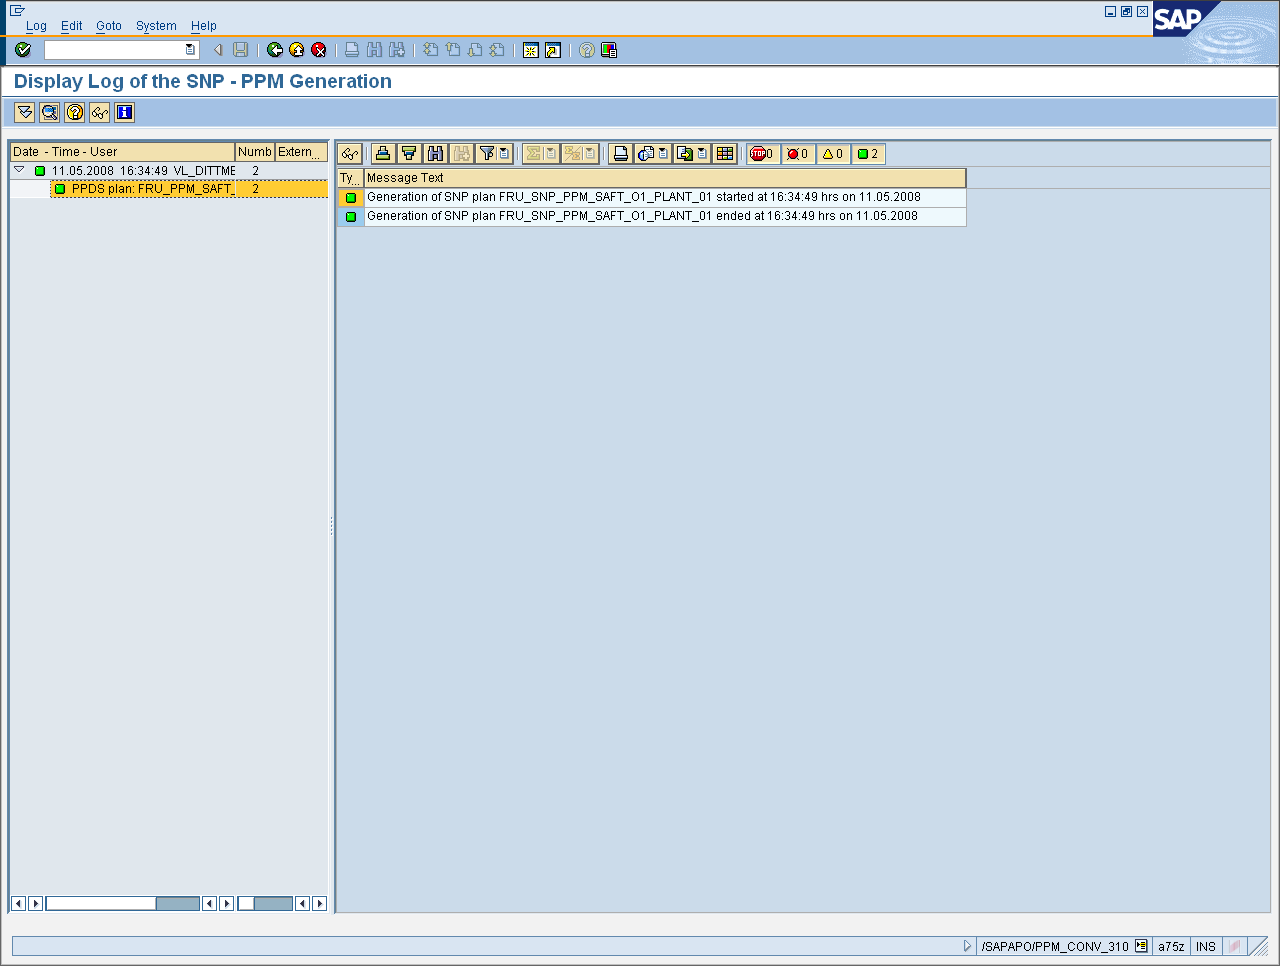 Log Edit Goto System Help
SAP
Display Log of the SNP - PPM Generation
Date - Time - User Numb Extern...
11.05.2008 16:34:49 VL_DITTME 2
PPDS plan: FRU_PPM_SAFT_ 2
STOP 0 0 0 2
Ty... Message Text
Generation of SNP plan FRU_SNP_PPM_SAFT_O1_PLANT_01 started at 16:34:49 hrs on 11.05.2008
Generation of SNP plan FRU_SNP_PPM_SAFT_O1_PLANT_01 ended at 16:34:49 hrs on 11.05.2008
/SAPAPO/PPM_CONV_310 a75z INS